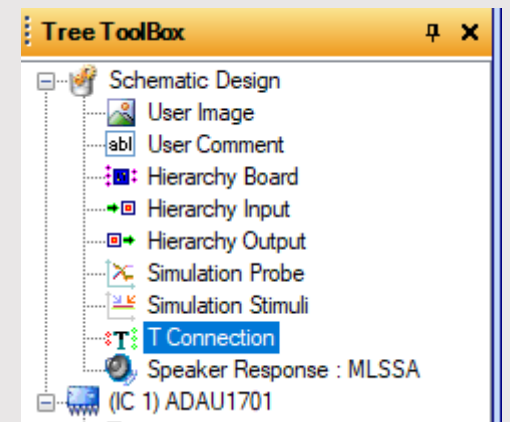 Tree ToolBox
Schematic Design
User Image
abl User Comment
Hierarchy Board
Hierarchy Input
Hierarchy Output
Simulation Probe
Simulation Stimuli
T T Connection
Speaker Response : MLSSA
(IC 1) ADAU1701